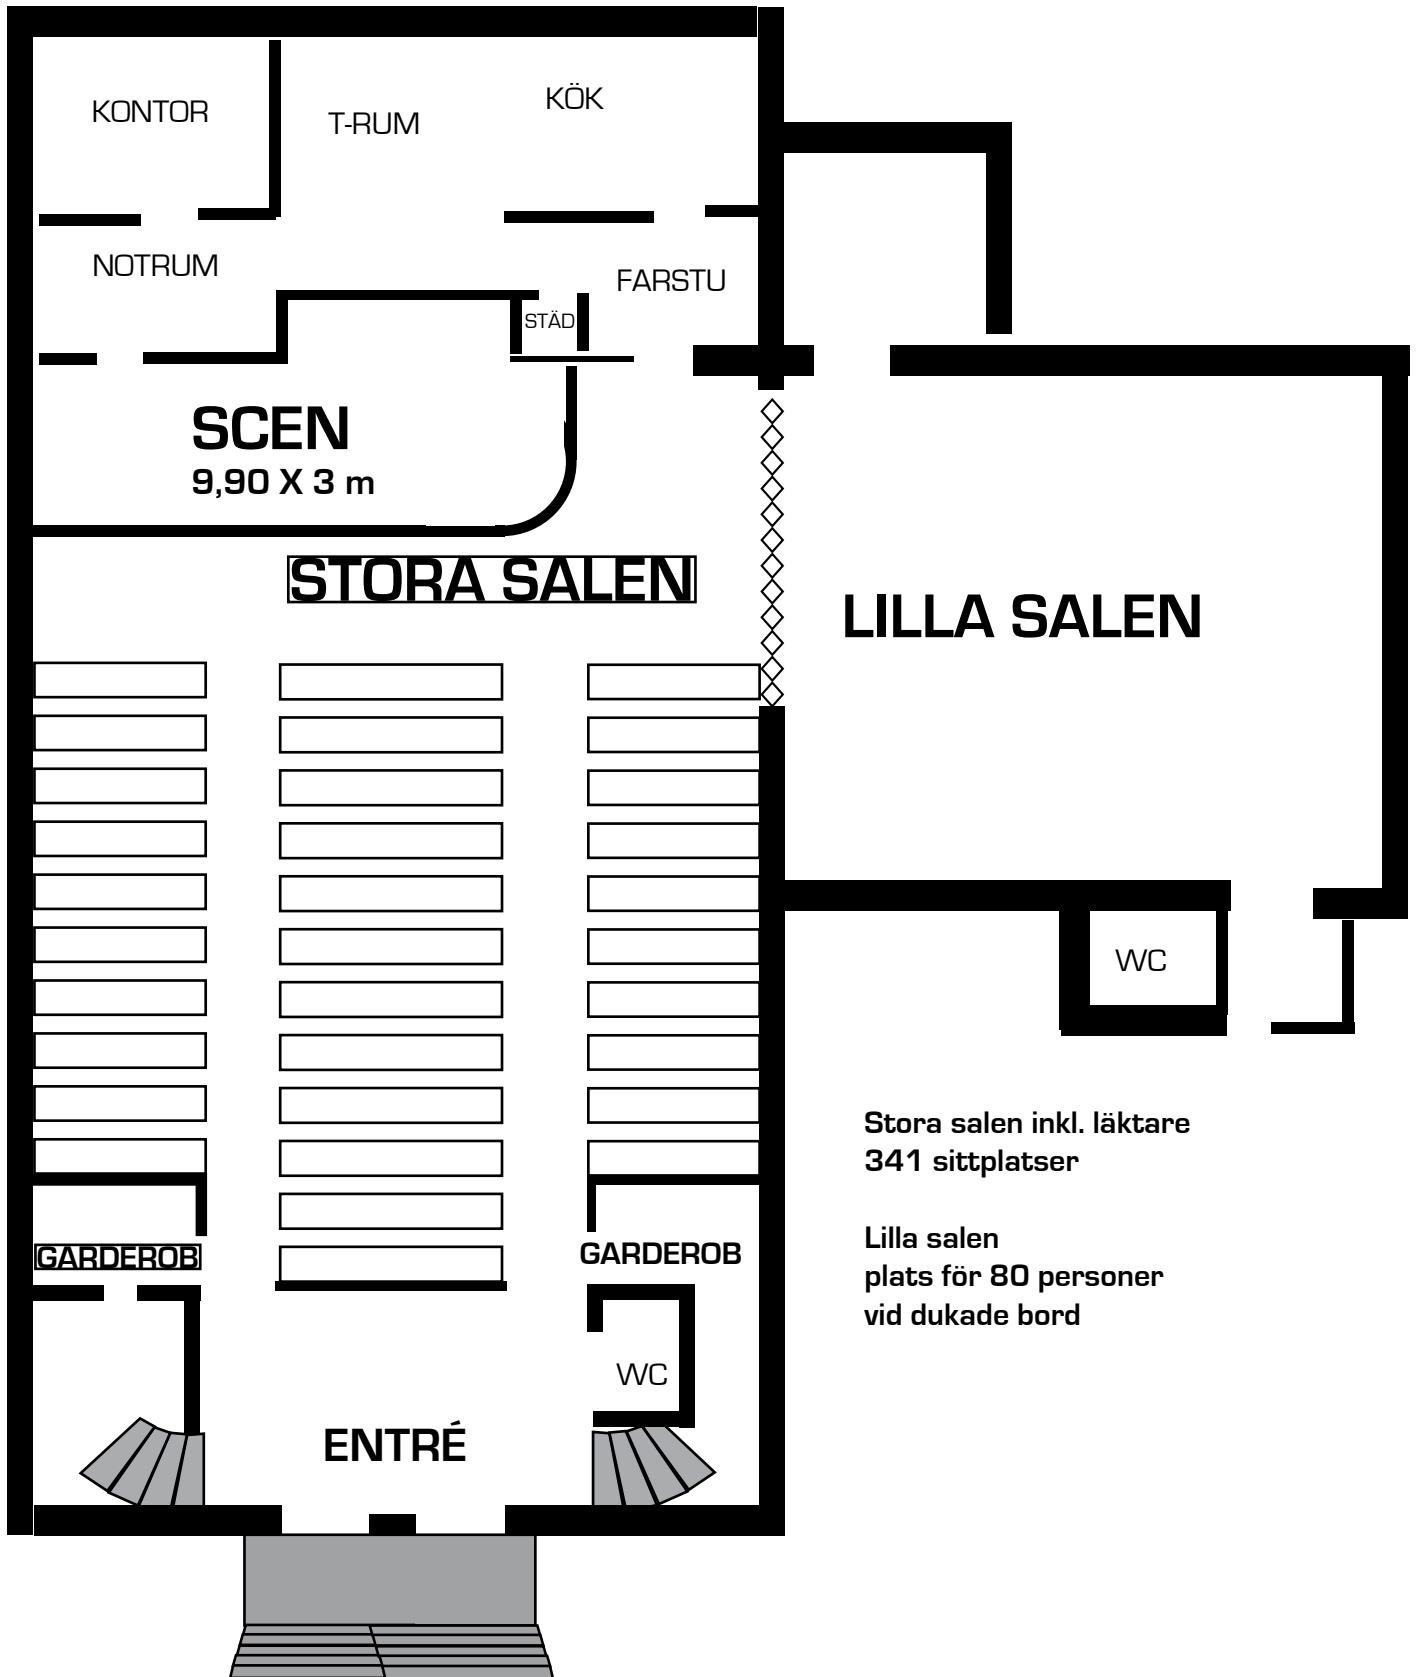 KONTOR
T-RUM
KÖK
NOTRUM
FARSTU
STÄD
SCEN
9,90 X 3 m
STORA SALEN
LILLA SALEN
WC
Stora salen inkl. läktare
341 sittplatser
Lilla salen
plats för 80 personer
vid dukade bord
GARDEROB
GARDEROB
WC
ENTRÉ